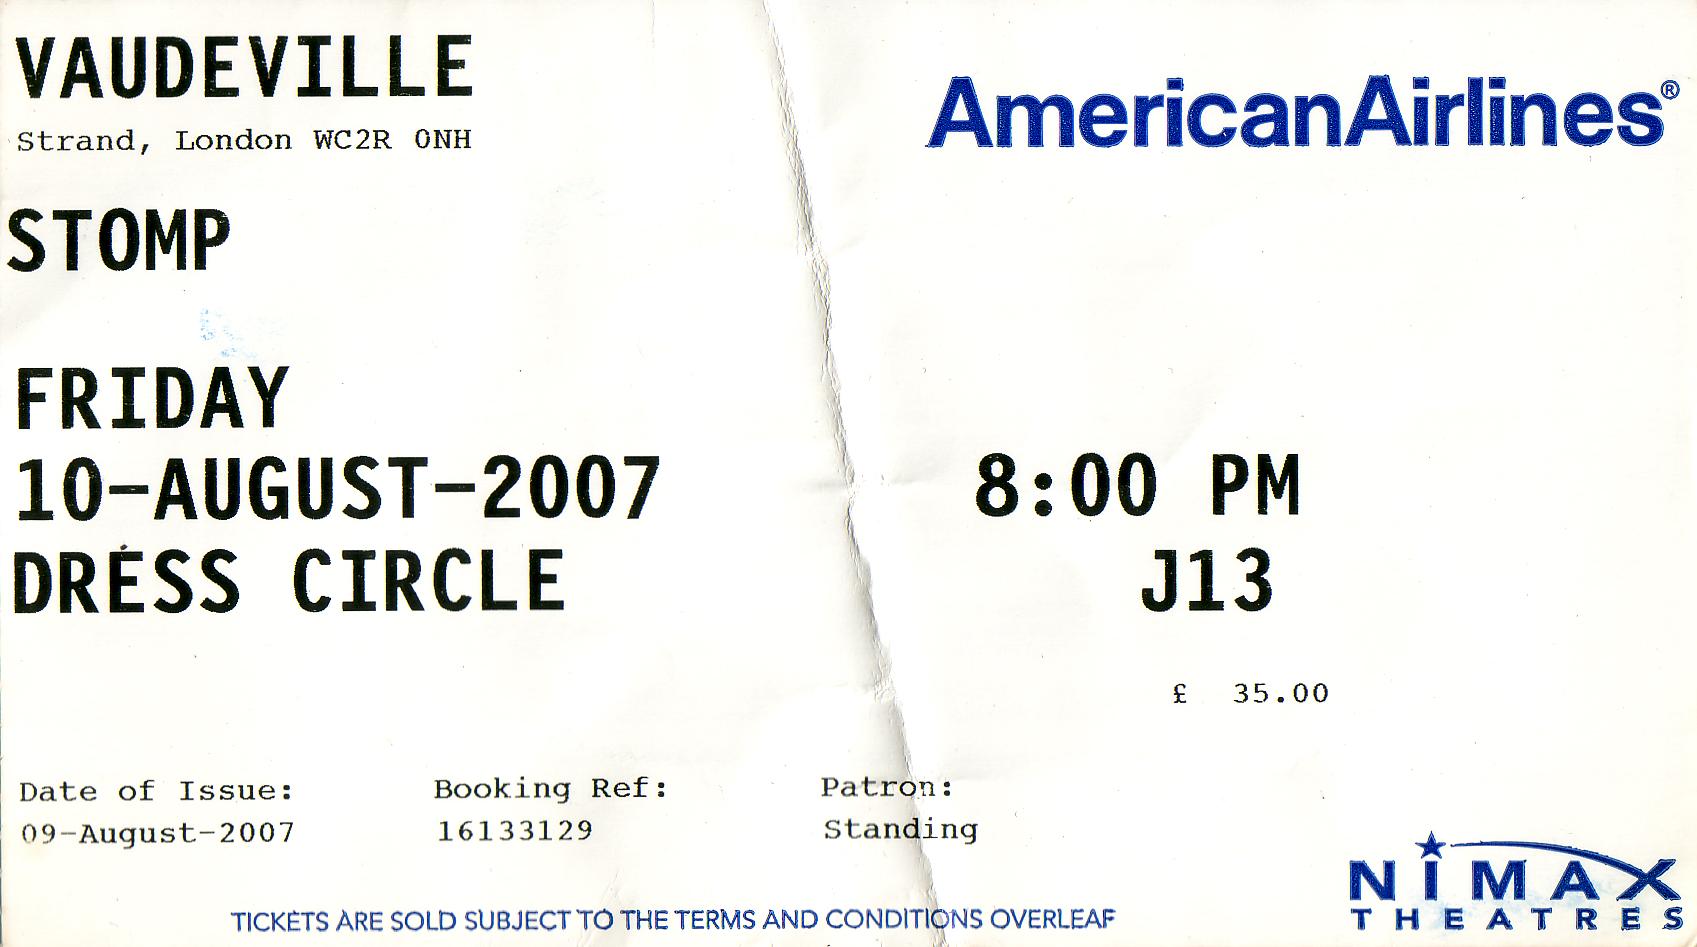 VAUDEVILLE
Strand, London WC2R 0NH
AmericanAirlines®
STOMP
FRIDAY
10-AUGUST-2007 8:00 PM
DRESS CIRCLE J13
£ 35.00
Date of Issue: Booking Ref: Patron:
09-August-2007 16133129 Standing
NIMAX
THEATRES
TICKETS ARE SOLD SUBJECT TO THE TERMS AND CONDITIONS OVERLEAF